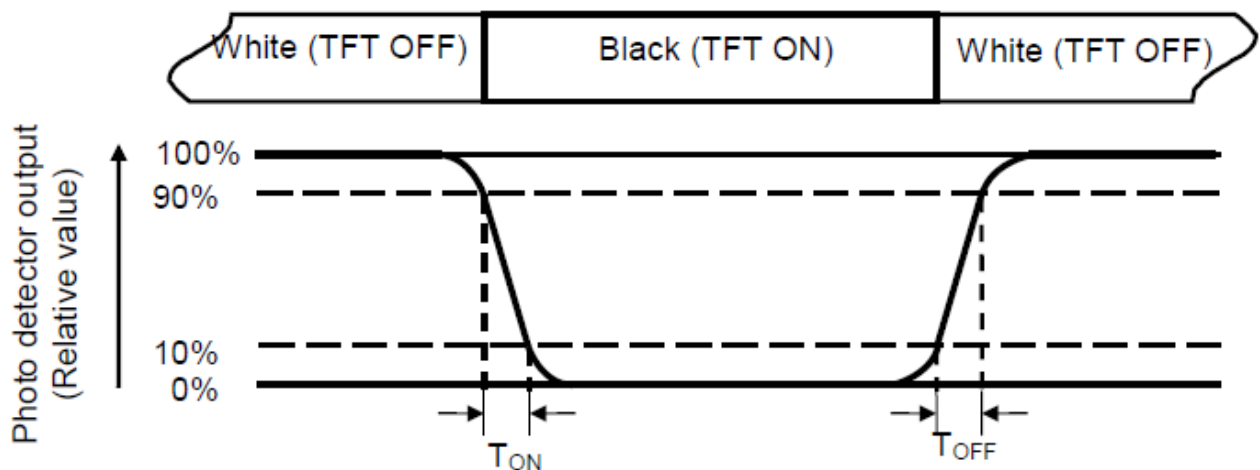 White (TFT OFF) Black (TFT ON) White (TFT OFF)
Photo detector output
(Relative value)
100%
90%
10%
0%
TON TOFF